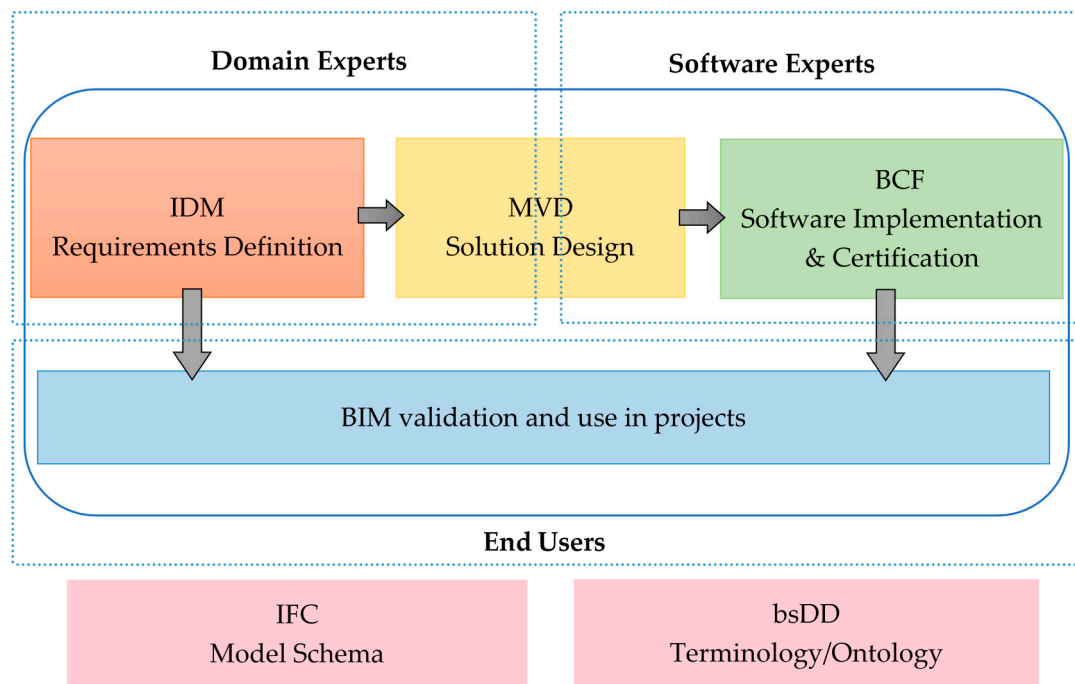 Domain Experts
Software Experts
IDM
Requirements Definition
MVD
Solution Design
BCF
Software Implementation
& Certification
BIM validation and use in projects
End Users
IFC
Model Schema
bsDD
Terminology/Ontology